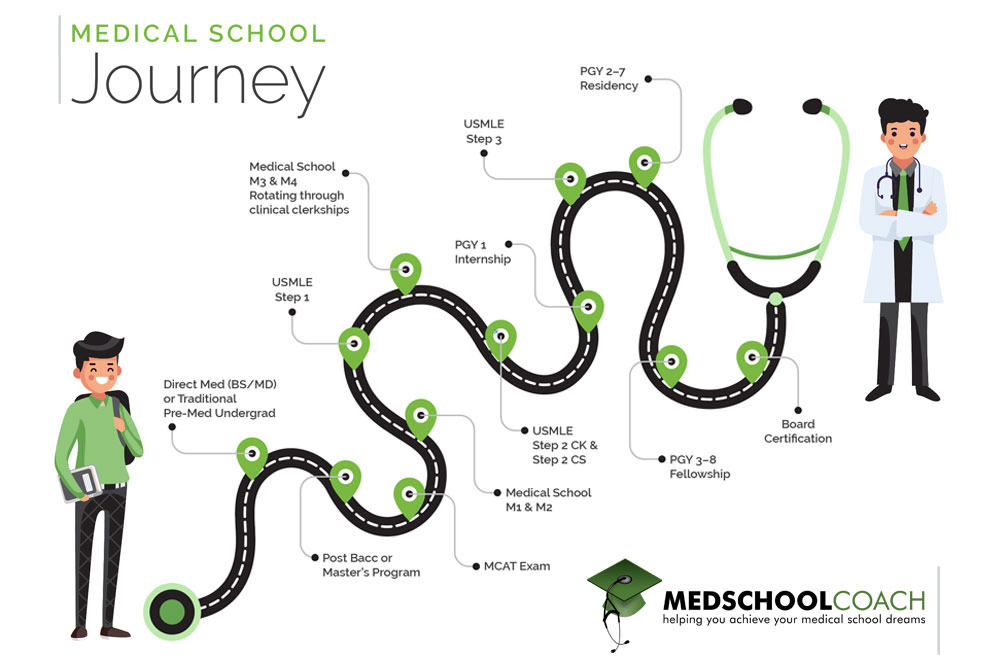 MEDICAL SCHOOL
Journey
PGY 2–7
Residency
USMLE
Step 3
Medical School
M3 & M4
Rotating through
clinical clerkships
PGY 1
Internship
USMLE
Step 1
Direct Med (BS/MD)
or Traditional
Pre-Med Undergrad
Board
Certification
USMLE
Step 2 CK &
Step 2 CS
PGY 3–8
Fellowship
Medical School
M1 & M2
Post Bacc or
Master's Program
MCAT Exam
MEDSCHOOLCOACH
helping you achieve your medical school dreams